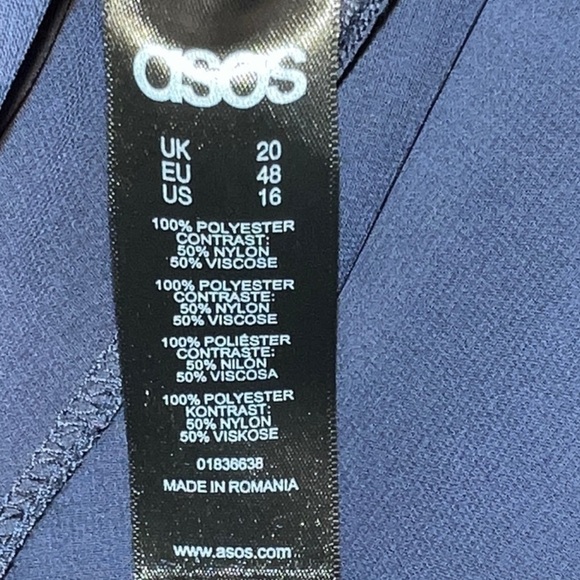 asos
UK 20
EU 48
US 16
100% POLYESTER
CONTRAST:
50% NYLON
50% VISCOSE
100% POLYESTER
CONTRASTE:
50% NYLON
50% VISCOSE
100% POLIÉSTER
CONTRASTE:
50% NILÓN
50% VISCOSA
100% POLYESTER
KONTRAST:
50% NYLON
50% VISKOSE
01836638
MADE IN ROMANIA
www.asos.com